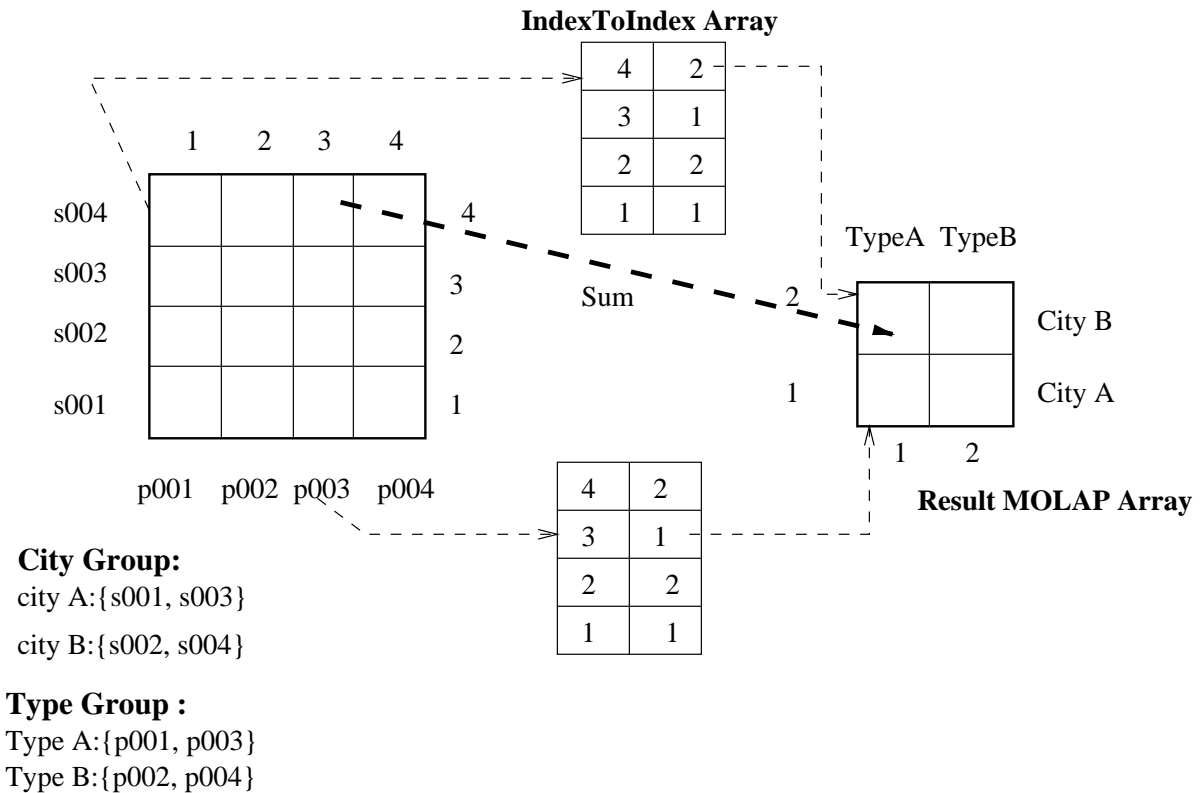 IndexToIndex Array
4 2
3 1
2 2
1 1
1 2 3 4
s004 4
s003 3
s002 2
s001 1
p001 p002 p003 p004
Sum
TypeA TypeB
2 City B
1 City A
1 2
Result MOLAP Array
4 2
3 1
2 2
1 1
City Group:
city A:{s001, s003}
city B:{s002, s004}
Type Group :
Type A:{p001, p003}
Type B:{p002, p004}